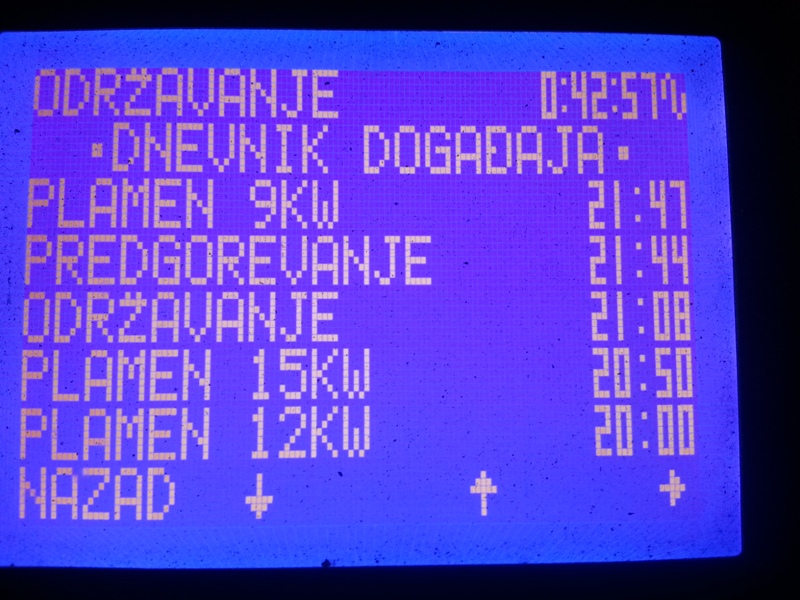 ODRŽAVANJE 0:42:57
·DNEVNIK DOGAĐAJA·
PLAMEN 9KW 21:47
PREDGOREVANJE 21:44
ODRŽAVANJE 21:08
PLAMEN 15KW 20:50
PLAMEN 12KW 20:00
NAZAD ↓ ↑ →